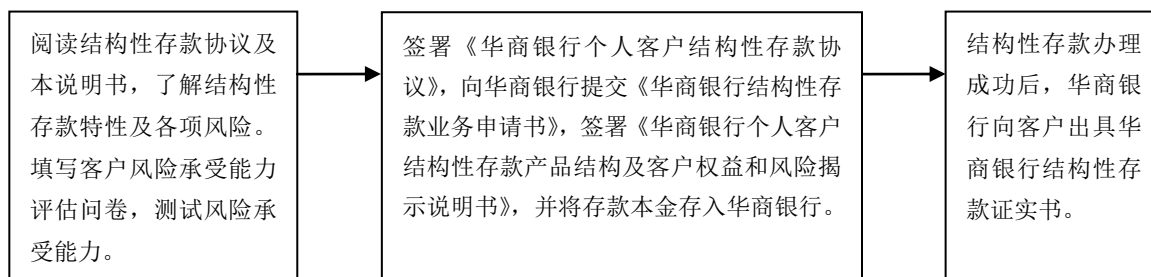 阅读结构性存款协议及
本说明书，了解结构性
存款特性及各项风险。
填写客户风险承受能力
评估问卷，测试风险承
受能力。
签署《华商银行个人客户结构性存款协
议》，向华商银行提交《华商银行结构性存
款业务申请书》，签署《华商银行个人客户
结构性存款产品结构及客户权益和风险揭
示说明书》，并将存款本金存入华商银行。
结构性存款办理
成功后，华商银
行向客户出具华
商银行结构性存
款证实书。